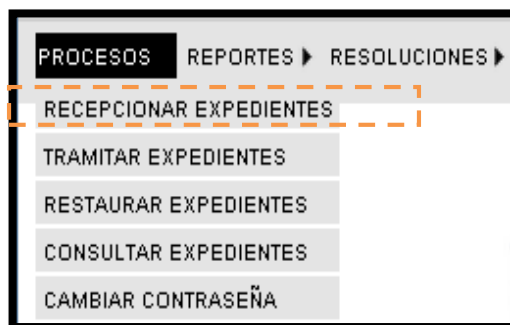 PROCESOS REPORTES RESOLUCIONES
RECEPCIONAR EXPEDIENTES
TRAMITAR EXPEDIENTES
RESTAURAR EXPEDIENTES
CONSULTAR EXPEDIENTES
CAMBIAR CONTRASEÑA